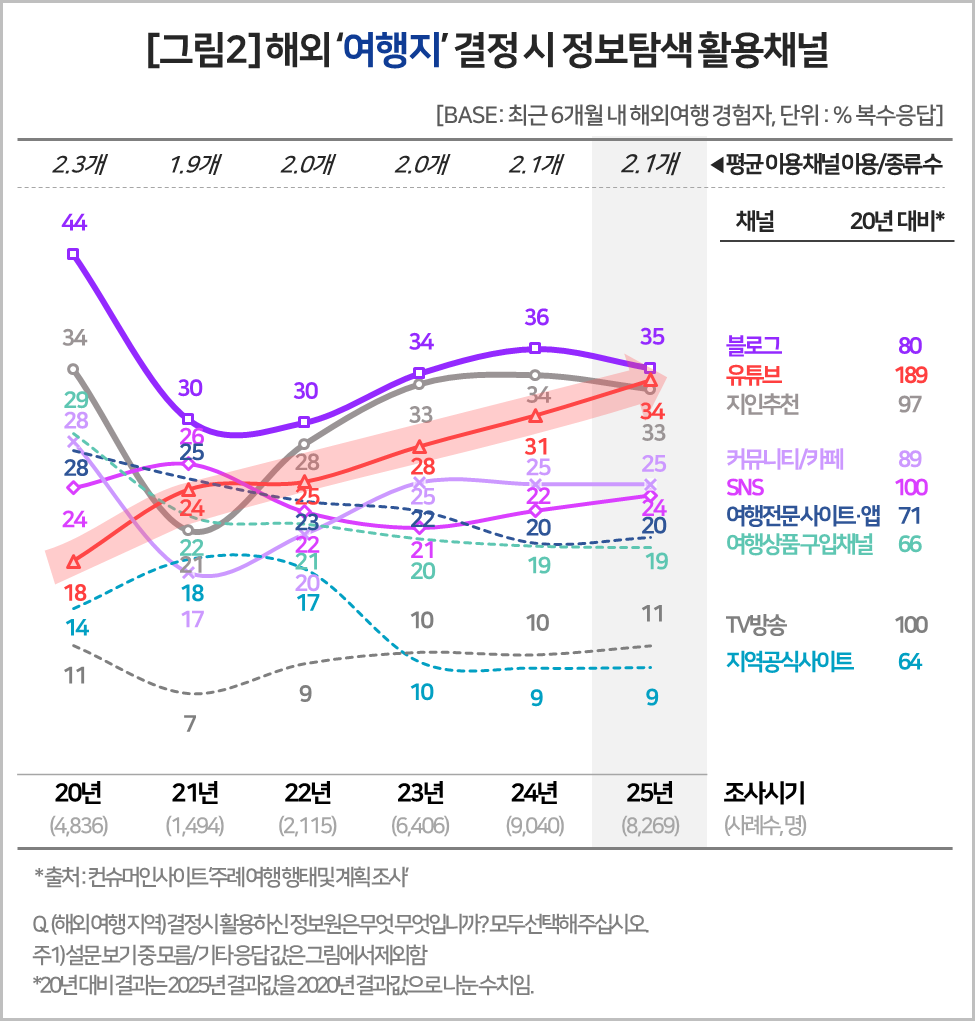 [그림2] 해외 ‘여행지’ 결정 시 정보탐색 활용채널
[BASE : 최근 6개월 내 해외여행 경험자, 단위 : % 복수응답]
2.3개 1.9개 2.0개 2.0개 2.1개 2.1개 ◀평균 이용채널 이용/종류 수
채널 20년 대비*
44 30 30 34 36 35 블로그 80
18 24 25 28 31 34 유튜브 189
34 21 28 33 34 33 지인추천 97
28 17 20 25 25 25 커뮤니티/카페 89
24 26 22 21 22 24 SNS 100
28 25 23 22 20 20 여행전문 사이트·앱 71
29 22 21 20 19 19 여행상품 구입채널 66
11 7 9 10 10 11 TV방송 100
14 18 17 10 9 9 지역공식사이트 64
20년 21년 22년 23년 24년 25년 조사시기
(4,836) (1,494) (2,115) (6,406) (9,040) (8,269) (사례수, 명)
* 출처 : 컨슈머인사이트 ‘주례 여행행태 및 계획 조사’
Q. (해외 여행 지역) 결정시 활용하신 정보원은 무엇 무엇입니까? 모두 선택해 주십시오.
주1) 설문 보기 중 모름/기타 응답 값은 그림에서 제외함
*20년 대비 결과는 2025년 결과값을 2020년 결과값으로 나눈 수치임.